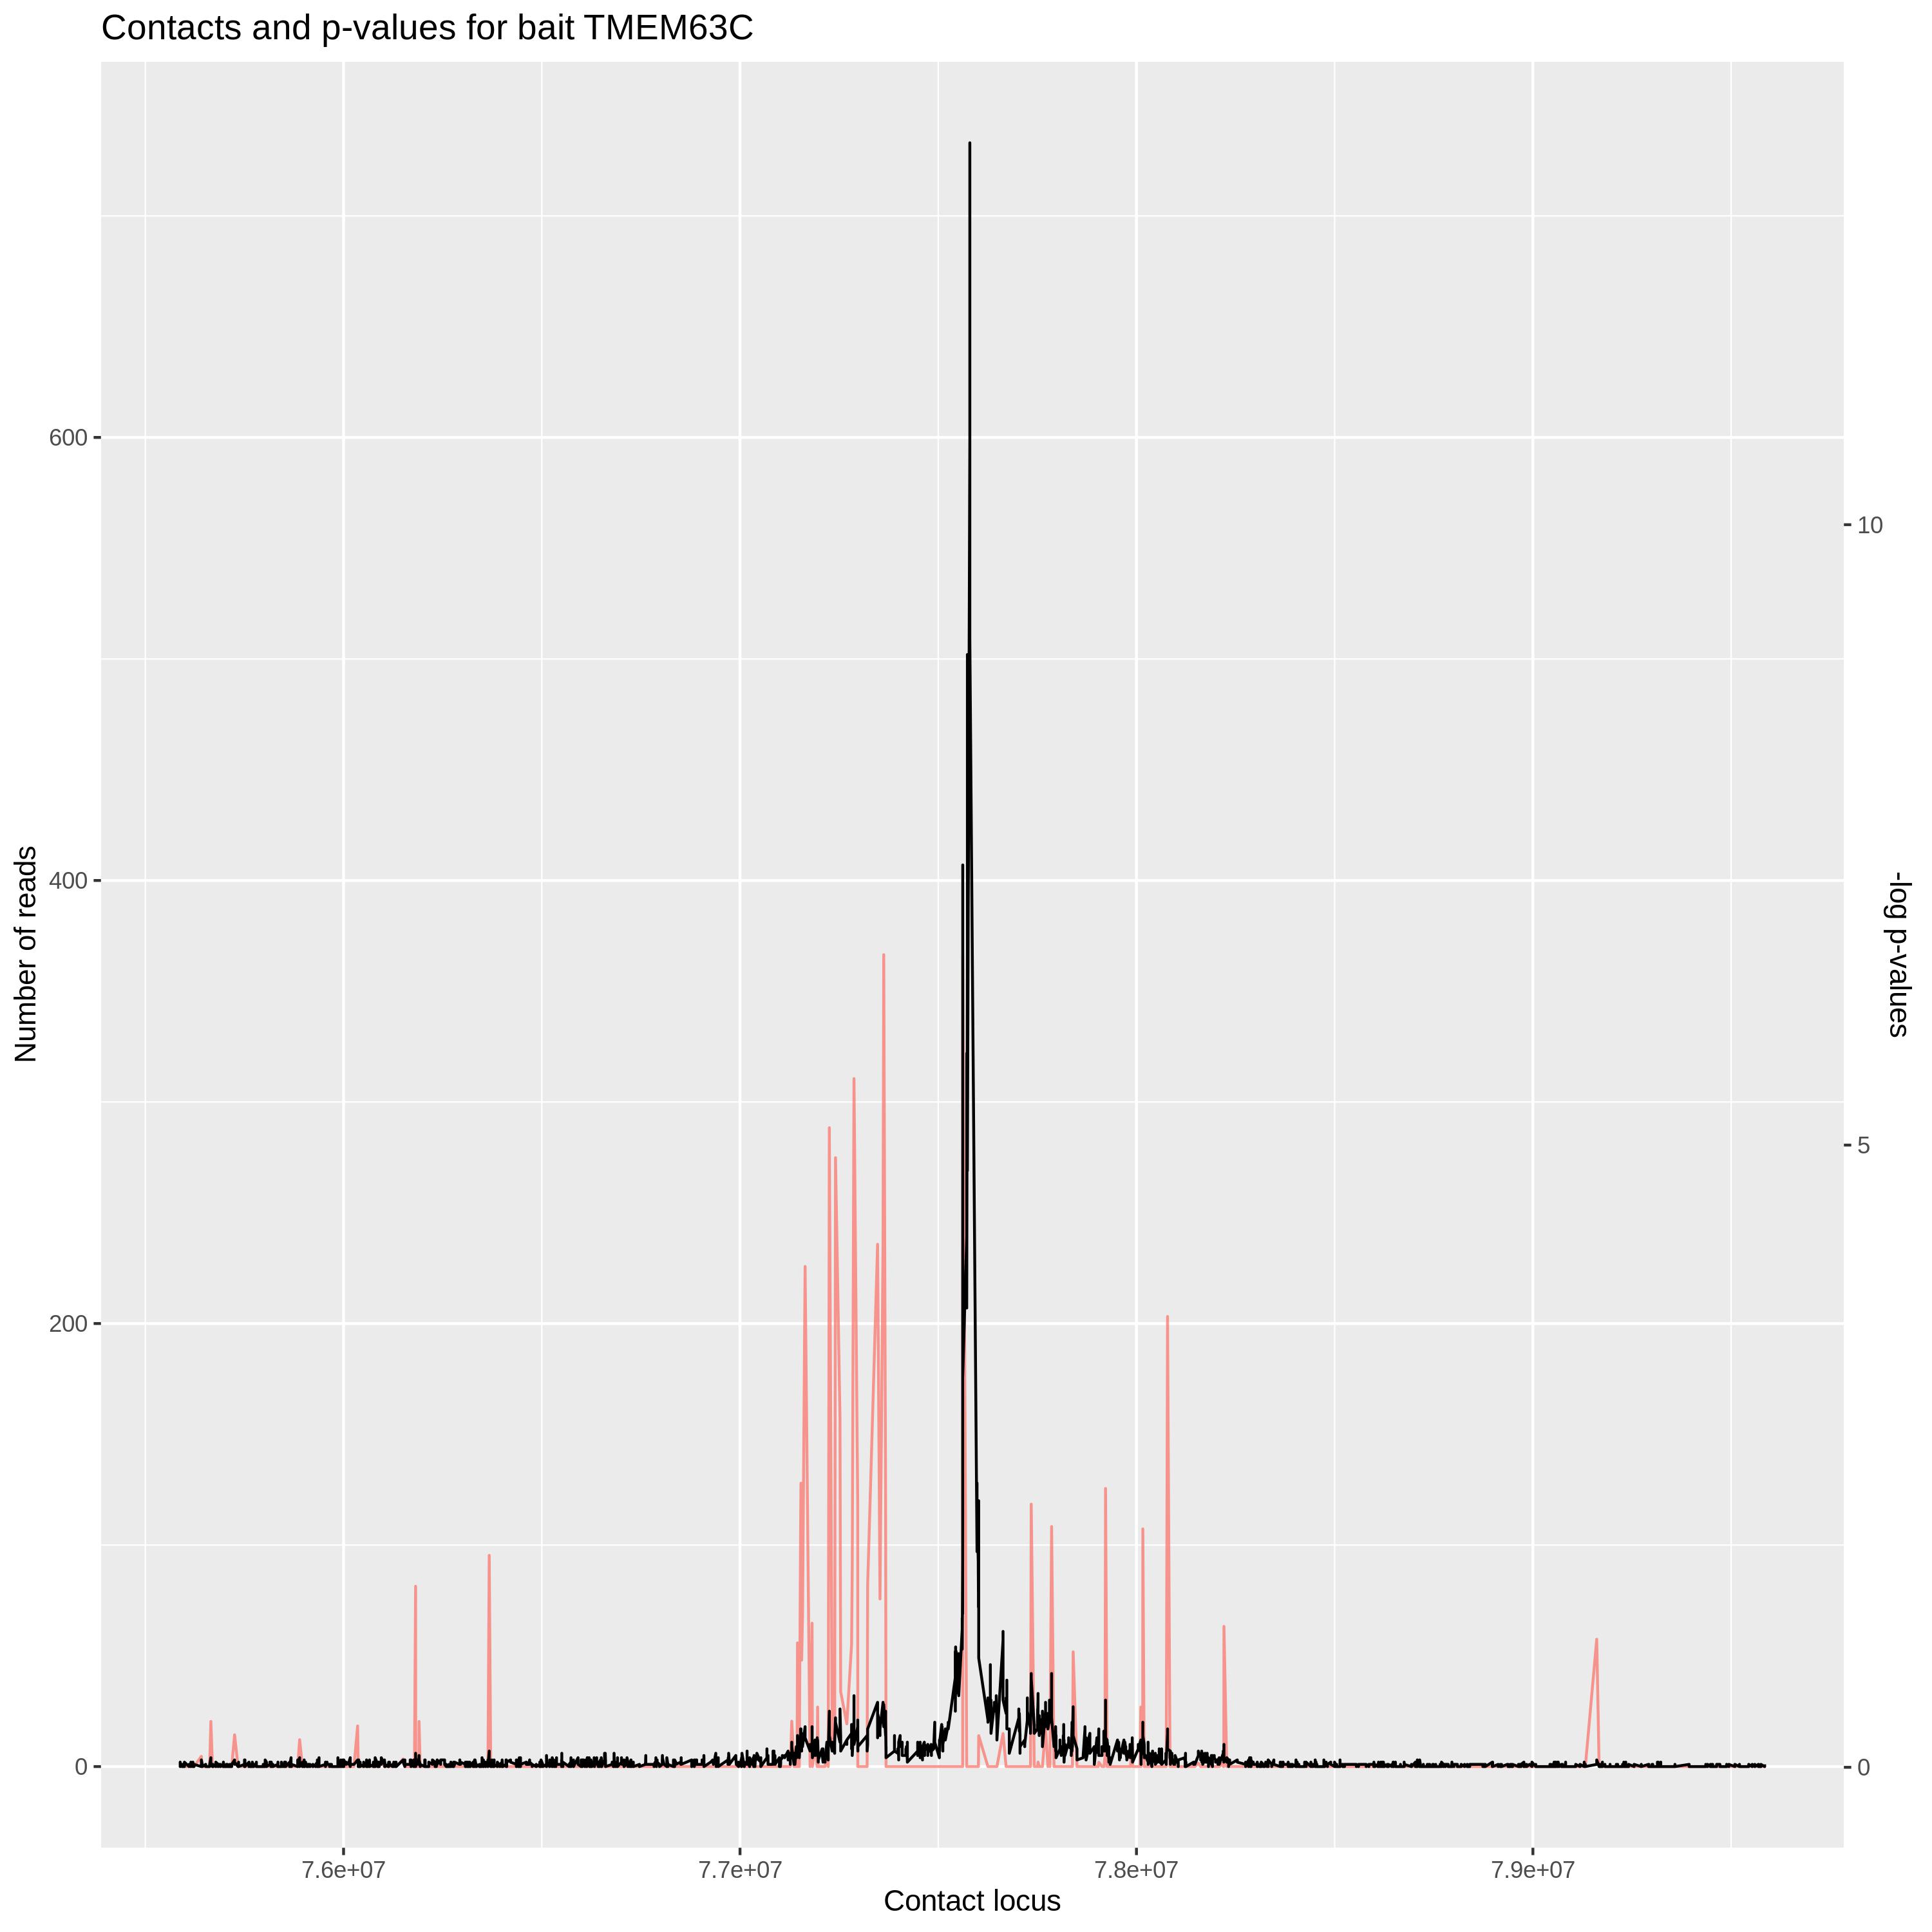 Contacts and p-values for bait TMEM63C
600
400
200
0
Number of reads
10
5
0
-log p-values
7.6e+07
7.7e+07
7.8e+07
7.9e+07
Contact locus